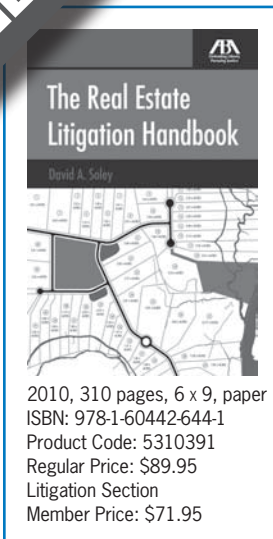 ABA
The Real Estate
Litigation Handbook
David A. Soley
2010, 310 pages, 6 x 9, paper
ISBN: 978-1-60442-644-1
Product Code: 5310391
Regular Price: $89.95
Litigation Section
Member Price: $71.95